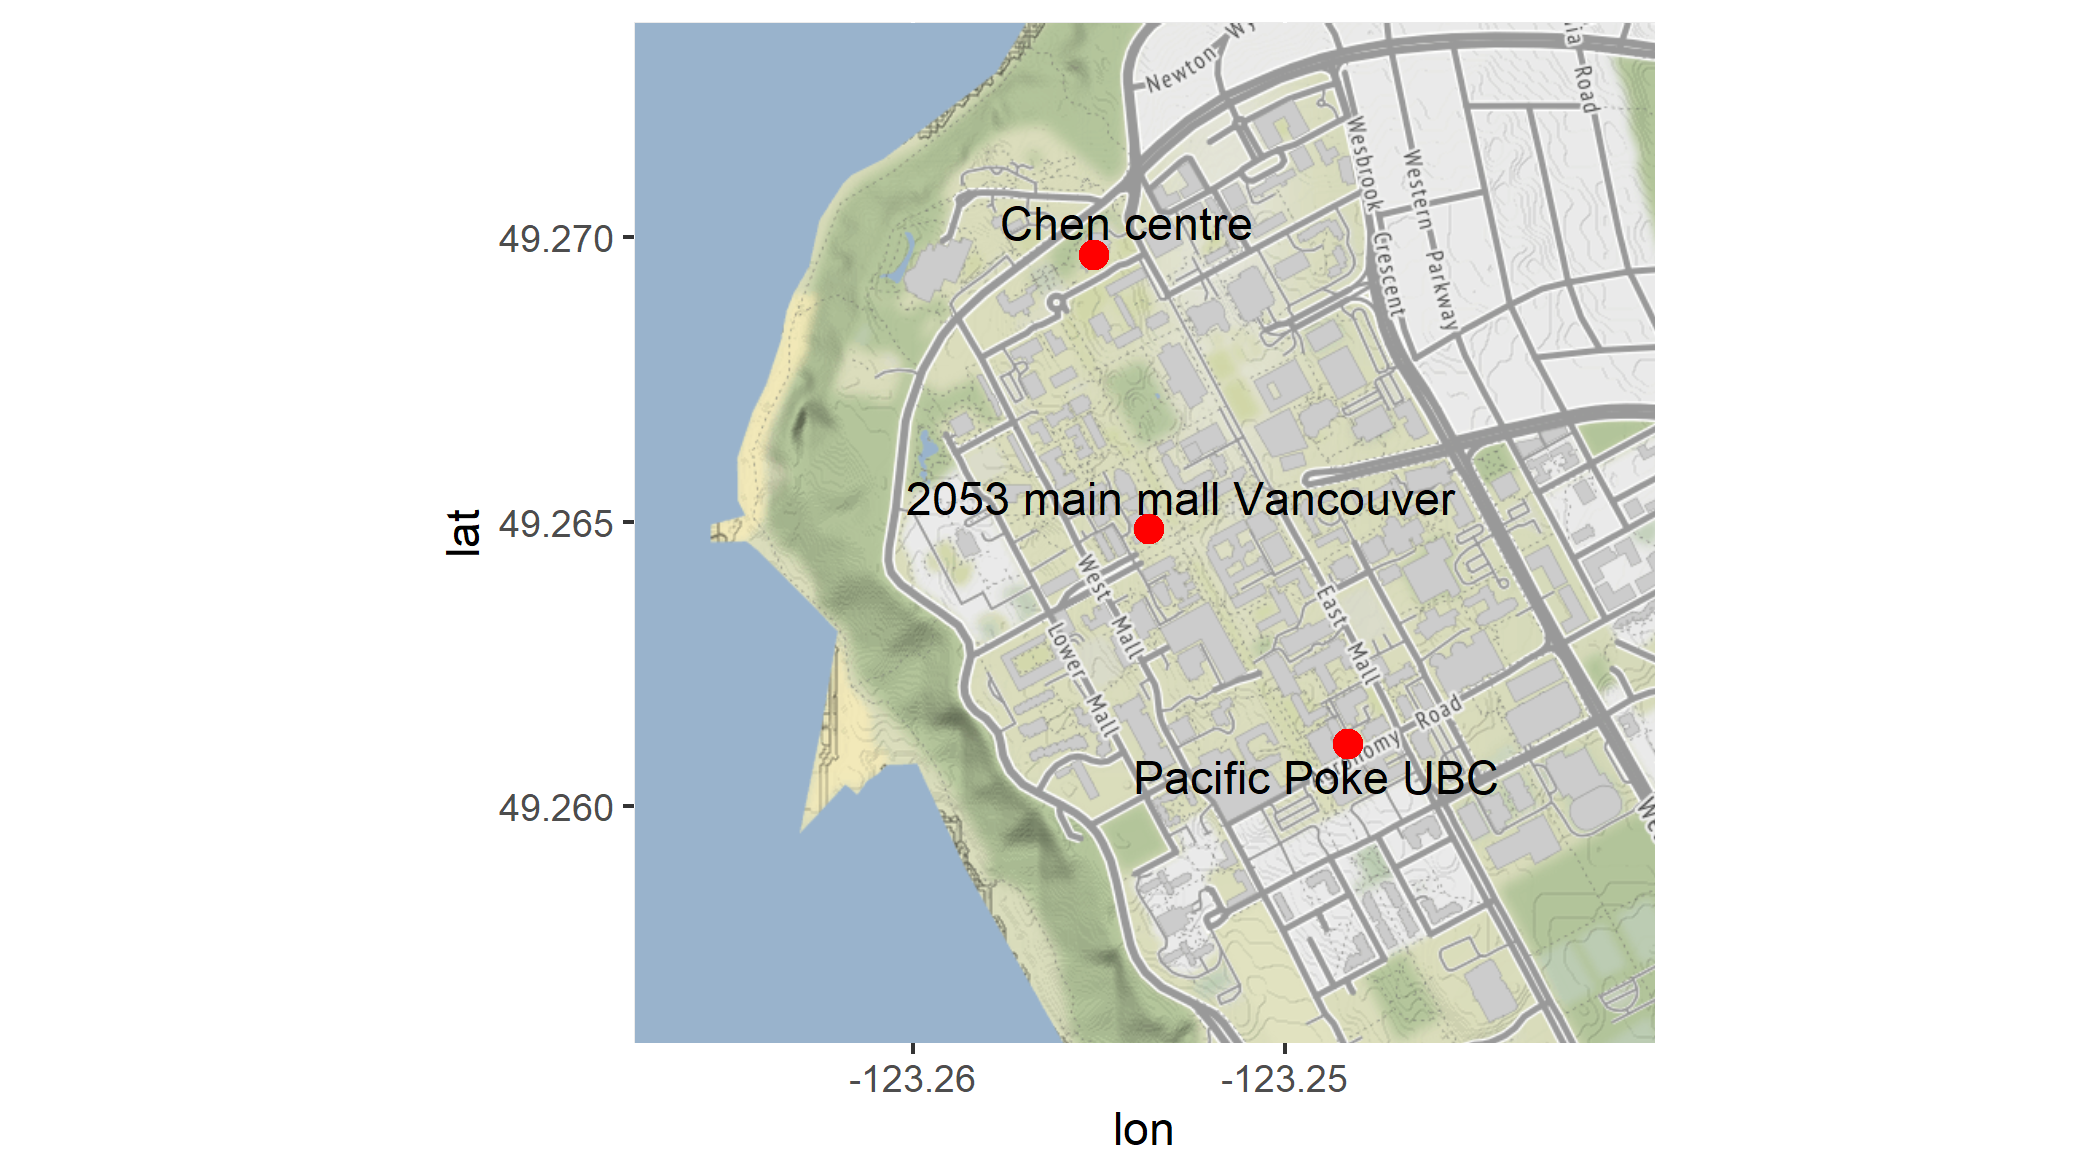 Newton Wy
ia Road
Wesbrook Crescent
Western Parkway
Chen centre
49.270
2053 main mall Vancouver
49.265
lat
West Mall
East Mall
Lower Mall
Road
Pacific Poke UBC
49.260
We
-123.26
-123.25
lon